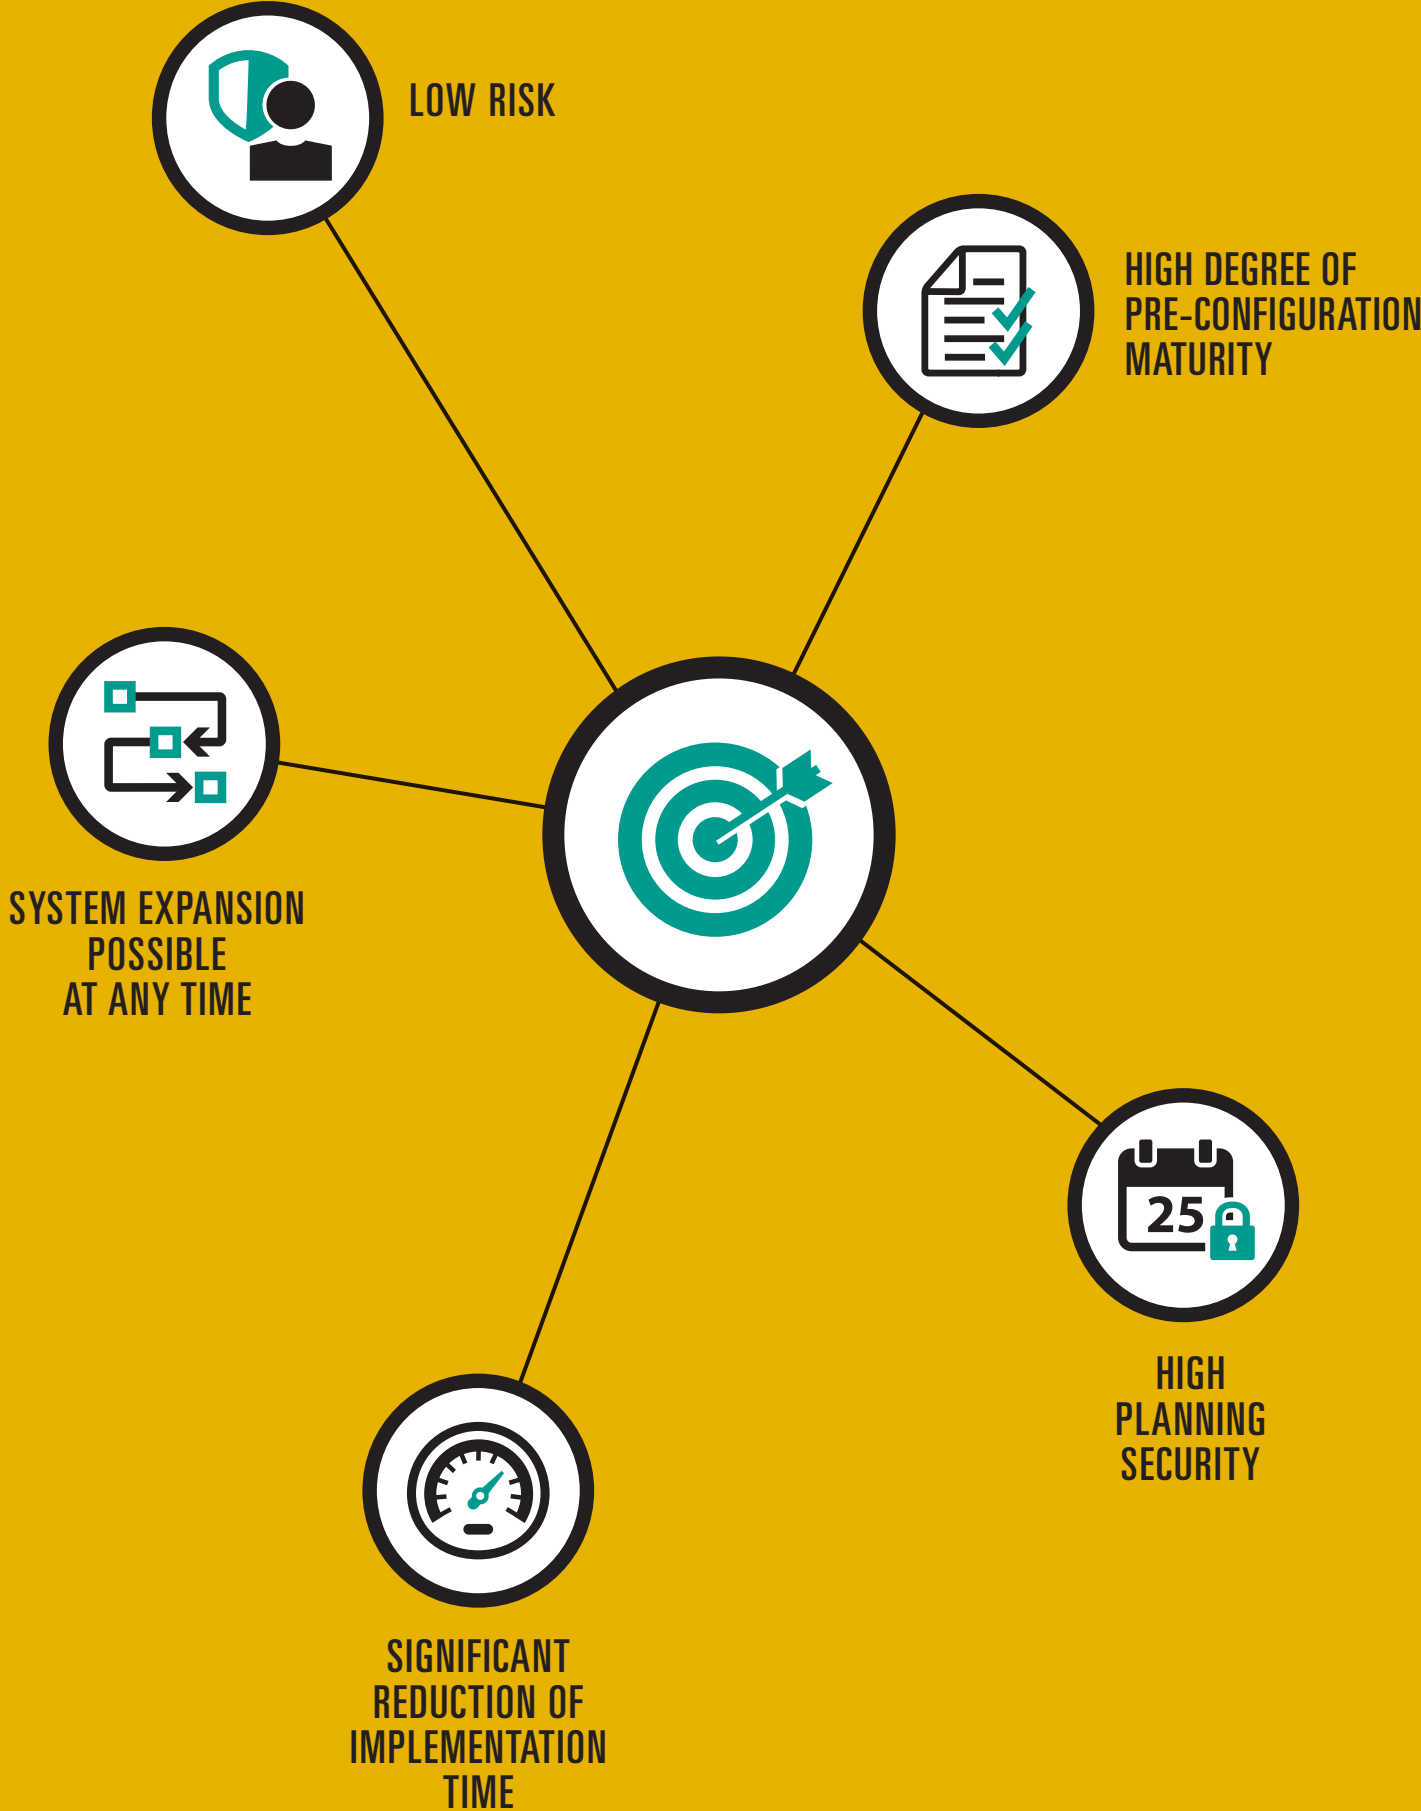 LOW RISK
HIGH DEGREE OF
PRE-CONFIGURATION
MATURITY
SYSTEM EXPANSION
POSSIBLE
AT ANY TIME
25
HIGH
PLANNING
SECURITY
SIGNIFICANT
REDUCTION OF
IMPLEMENTATION
TIME